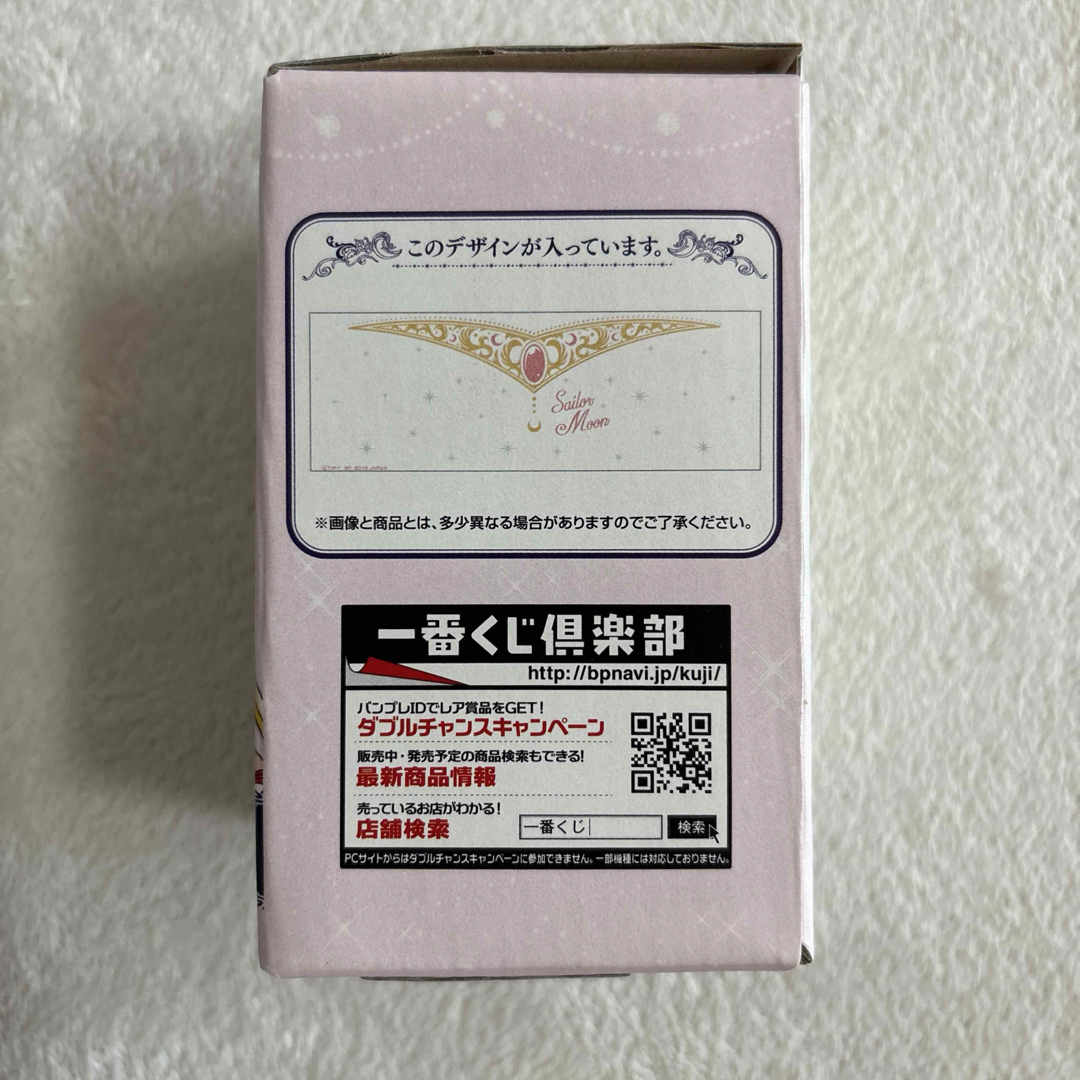 このデザインが入っています。
Sailor
Moon
※画像と商品とは、多少異なる場合がありますのでご了承ください。
一番くじ倶楽部
http://bpnavi.jp/kuji/
バンプレIDでレア賞品をGET!
ダブルチャンスキャンペーン
販売中・発売予定の商品検索もできる!
最新商品情報
売っているお店がわかる!
店舗検索
一番くじ
検索
PCサイトからはダブルチャンスキャンペーンに参加できません。一部機種には対応しておりません。